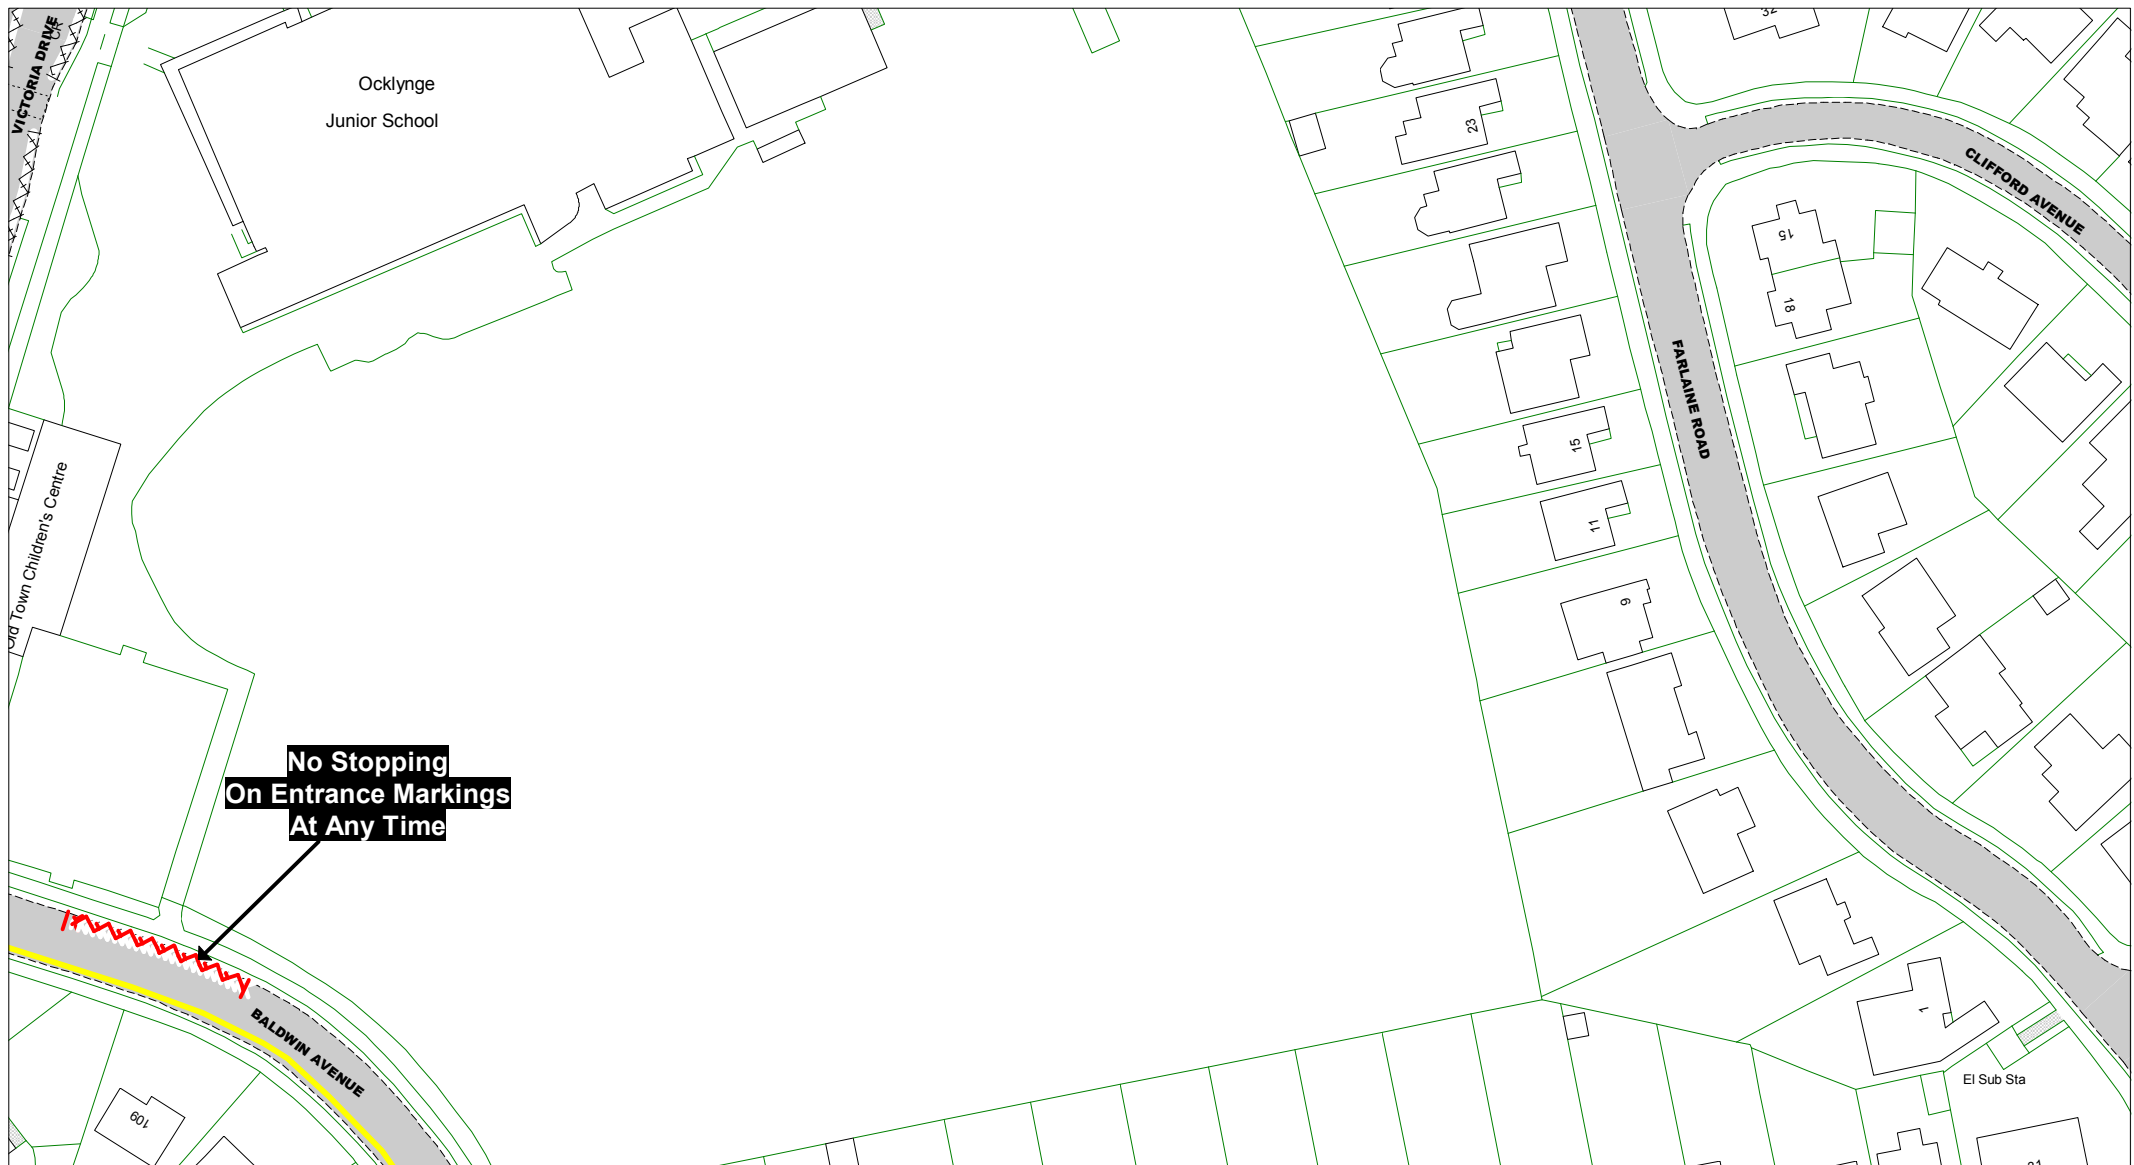 VICTORIA DRIVE
Ocklynge
Junior School
32
23
CLIFFORD AVENUE
15
18
FARLAINE ROAD
15
11
9
Old Town Children's Centre
No Stopping
On Entrance Markings
At Any Time
BALDWIN AVENUE
109
1
El Sub Sta